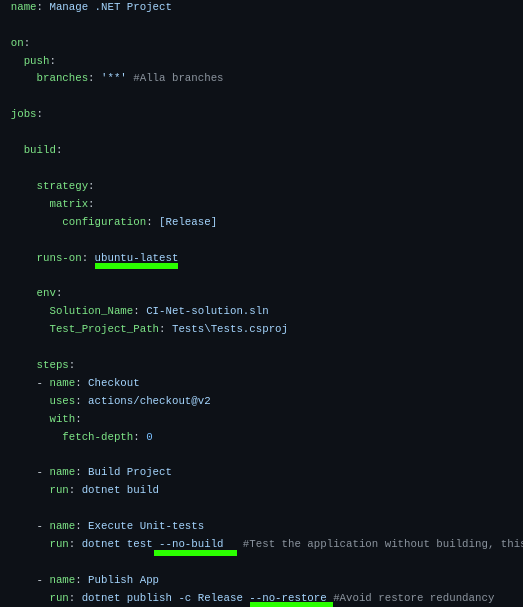 name: Manage .NET Project
on:
push:
branches: '**' #Alla branches
jobs:
build:
strategy:
matrix:
configuration: [Release]
runs-on: ubuntu-latest
env:
Solution_Name: CI-Net-solution.sln
Test_Project_Path: Tests\Tests.csproj
steps:
- name: Checkout
uses: actions/checkout@v2
with:
fetch-depth: 0
- name: Build Project
run: dotnet build
- name: Execute Unit-tests
run: dotnet test --no-build #Test the application without building, this
- name: Publish App
run: dotnet publish -c Release --no-restore #Avoid restore redundancy